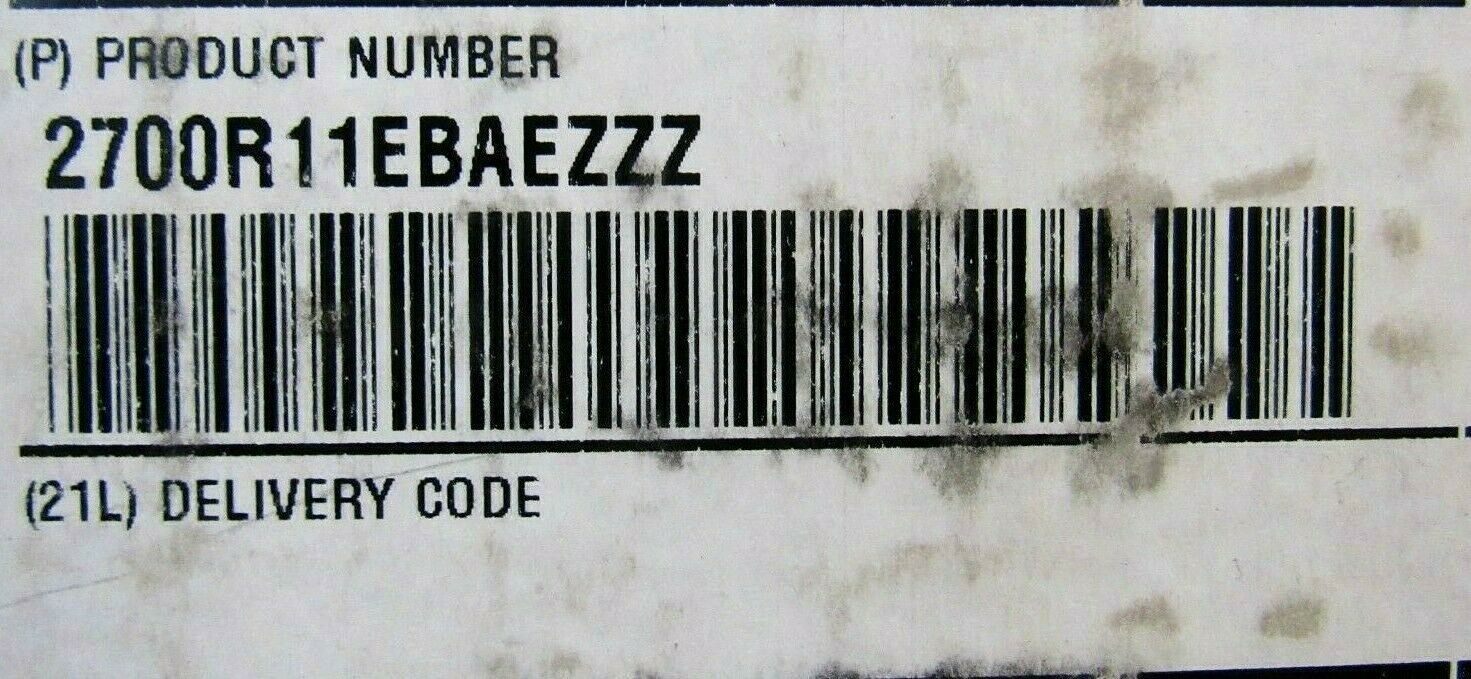 (P) PRODUCT NUMBER
2700R11EBAEZZZ
(21L) DELIVERY CODE